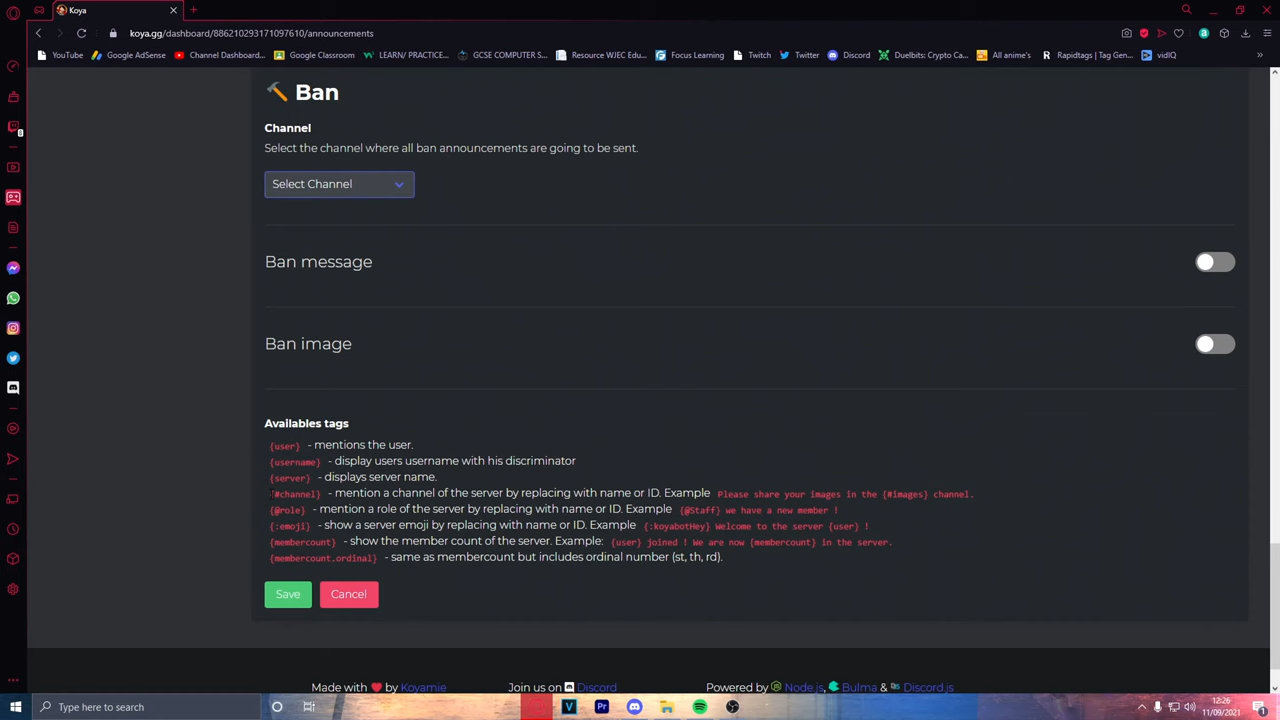 Koya
koya.gg/dashboard/886210293171097610/announcements
YouTube
Google AdSense
Channel Dashboard...
Google Classroom
LEARN/ PRACTICE...
GCSE COMPUTER S...
Resource WJEC Edu...
Focus Learning
Twitch
Twitter
Discord
Duelbits: Crypto Ca...
All anime's
Rapidtags | Tag Gen...
vidIQ
Ban
Channel
Select the channel where all ban announcements are going to be sent.
Select Channel
Ban message
Ban image
Availables tags
{user} - mentions the user.
{username} - display users username with his discriminator
{server} - displays server name.
{#channel} - mention a channel of the server by replacing with name or ID. Example Please share your images in the {#images} channel.
{@role} - mention a role of the server by replacing with name or ID. Example {@Staff} we have a new member !
{:emoji} - show a server emoji by replacing with name or ID. Example {:koyabotHey} Welcome to the server {user} !
{membercount} - show the member count of the server. Example: {user} joined ! We are now {membercount} in the server.
{membercount.ordinal} - same as membercount but includes ordinal number (st, th, rd).
Save
Cancel
Made with ❤ by Koyamie
Join us on Discord
Powered by Node.js, Bulma & Discord.js
Type here to search
12:26
11/09/2021